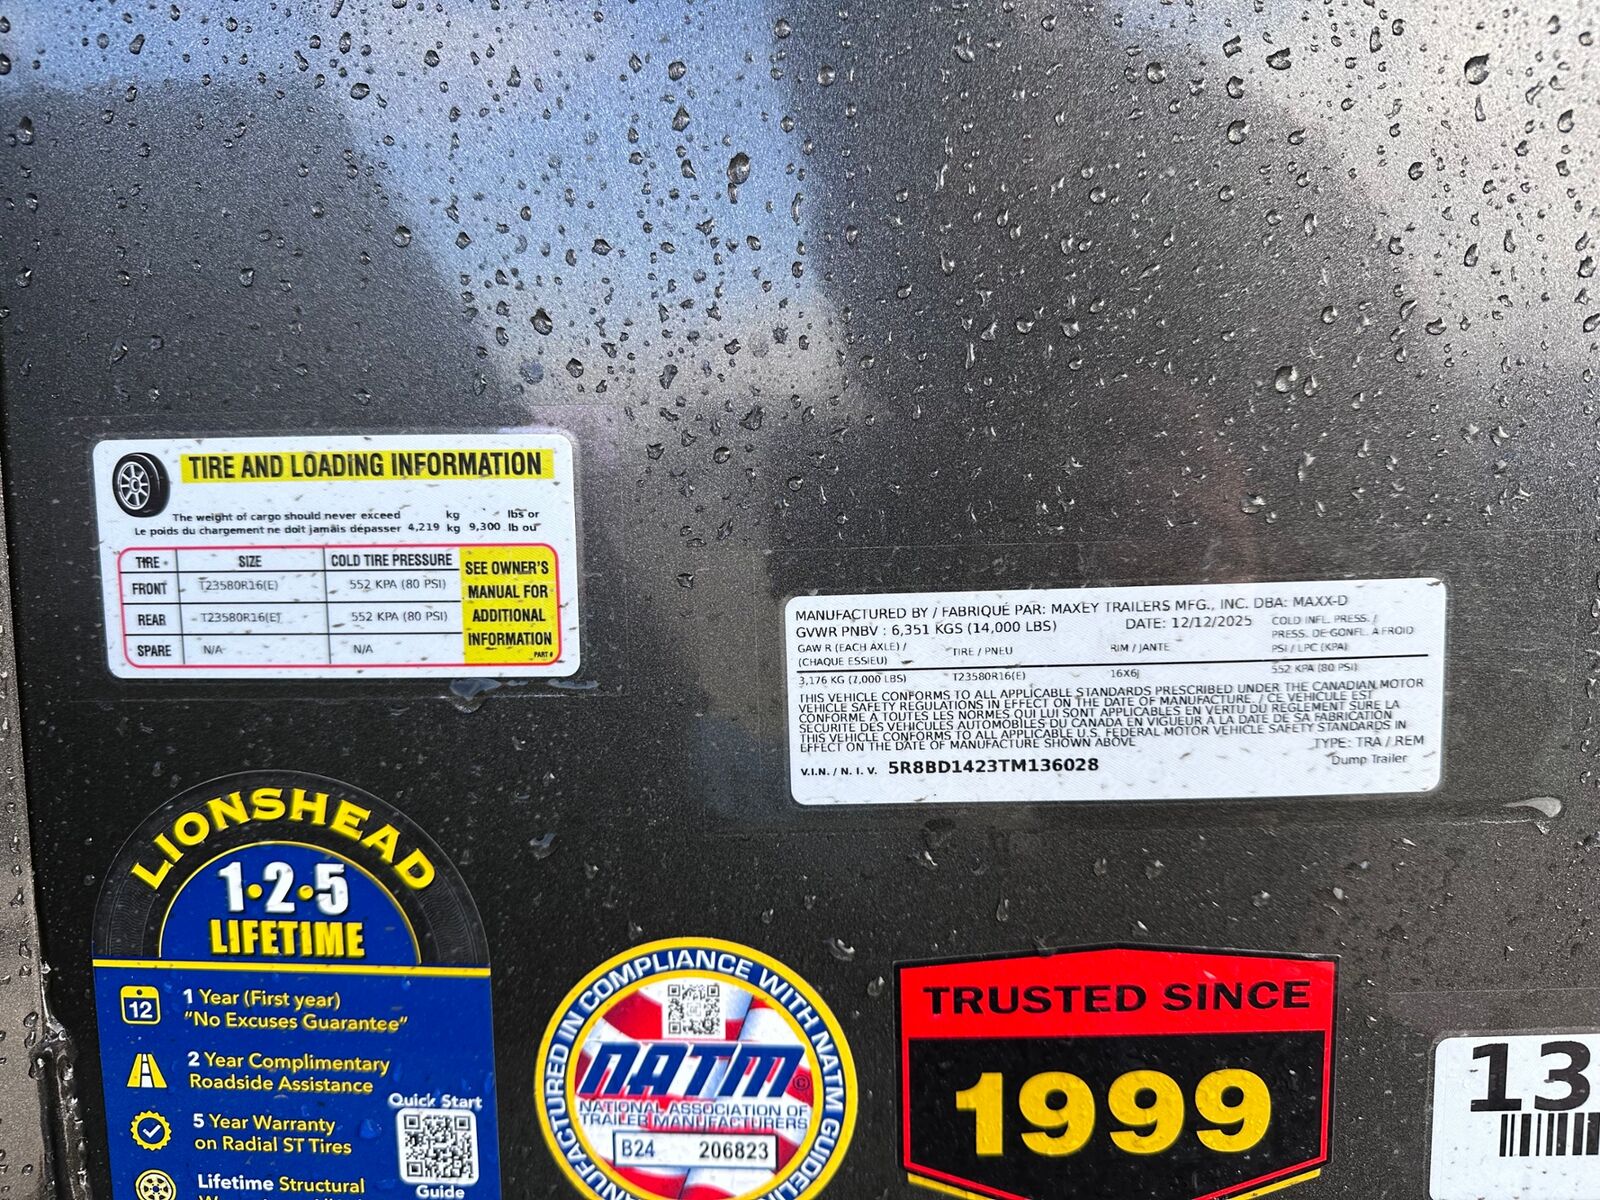 TIRE AND LOADING INFORMATION
The weight of cargo should never exceed kg lbs or
Le poids du chargement ne doit jamais dépasser 4,219 kg 9,300 lb ou
TIRE SIZE COLD TIRE PRESSURE
FRONT T23580R16(E) 552 KPA (80 PSI)
REAR T23580R16(E) 552 KPA (80 PSI)
SPARE N/A N/A
SEE OWNER'S
MANUAL FOR
ADDITIONAL
INFORMATION
PART #
MANUFACTURED BY / FABRIQUÉ PAR: MAXEY TRAILERS MFG., INC. DBA: MAXX-D
GVWR PNBV : 6,351 KGS (14,000 LBS) DATE: 12/12/2025
COLD INFL. PRESS. /
PRESS. DE GONFL. A FROID
PSI / LPC (KPA)
GAW R (EACH AXLE) / TIRE / PNEU RIM / JANTE
(CHAQUE ESSIEU)
3,176 KG (7,000 LBS) T23580R16(E) 16X6J 552 KPA (80 PSI)
THIS VEHICLE CONFORMS TO ALL APPLICABLE STANDARDS PRESCRIBED UNDER THE CANADIAN MOTOR
VEHICLE SAFETY REGULATIONS IN EFFECT ON THE DATE OF MANUFACTURE. / CE VEHICULE EST
CONFORME A TOUTES LES NORMES QUI LUI SONT APPLICABLES EN VERTU DU REGLEMENT SURE LA
SECURITE DES VEHICULES AUTOMOBILES DU CANADA EN VIGUEUR A LA DATE DE SA FABRICATION
THIS VEHICLE CONFORMS TO ALL APPLICABLE U.S. FEDERAL MOTOR VEHICLE SAFETY STANDARDS IN
EFFECT ON THE DATE OF MANUFACTURE SHOWN ABOVE
TYPE: TRA / REM
Dump Trailer
V.I.N. / N. I. V. 5R8BD1423TM136028
LIONSHEAD
1•2•5
LIFETIME
12
1 Year (First year)
"No Excuses Guarantee"
2 Year Complimentary
Roadside Assistance
5 Year Warranty
on Radial ST Tires
Lifetime Structural
Quick Start
Guide
MANUFACTURED IN COMPLIANCE WITH NATM
NATM©
NATIONAL ASSOCIATION OF
TRAILER MANUFACTURERS
B24 206823
TRUSTED SINCE
1999
13